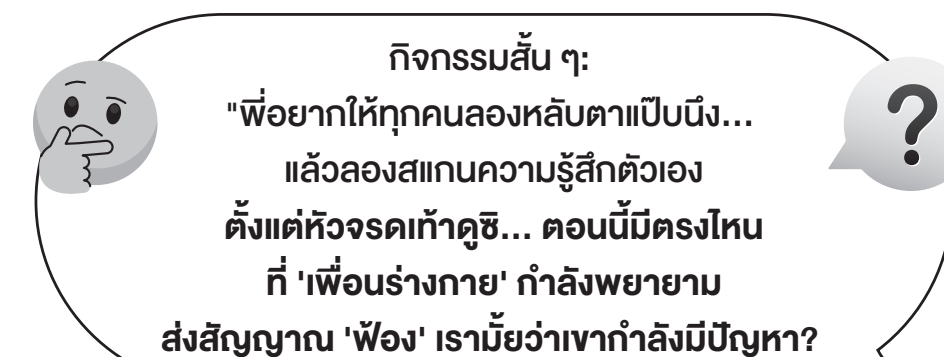 กิจกรรมสั้น ๆ:
"พี่อยากให้ทุกคนลองหลับตาแป๊บนึง...
แล้วลองสแกนความรู้สึกตัวเอง
ตั้งแต่หัวจรดเท้าดูซิ... ตอนนี้มีตรงไหน
ที่ 'เพื่อนร่างกาย' กำลังพยายาม
ส่งสัญญาณ 'ฟ้อง' เรามั้ยว่าเขากำลังมีปัญหา?
?